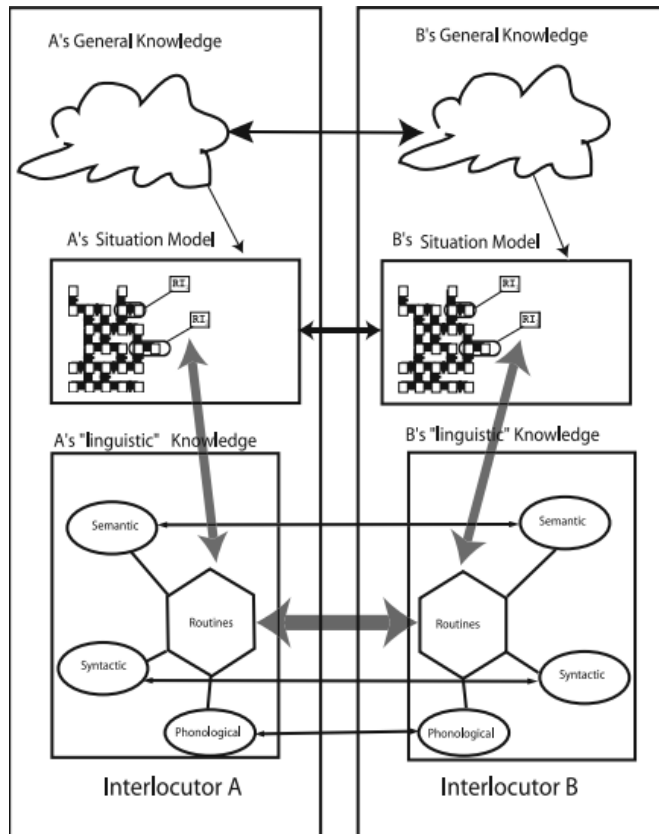 A's General Knowledge
B's General Knowledge
A's Situation Model
B's Situation Model
RI
RI
RI
RI
A's "linguistic" Knowledge
B's "linguistic" Knowledge
Semantic
Semantic
Routines
Routines
Syntactic
Syntactic
Phonological
Phonological
Interlocutor A
Interlocutor B